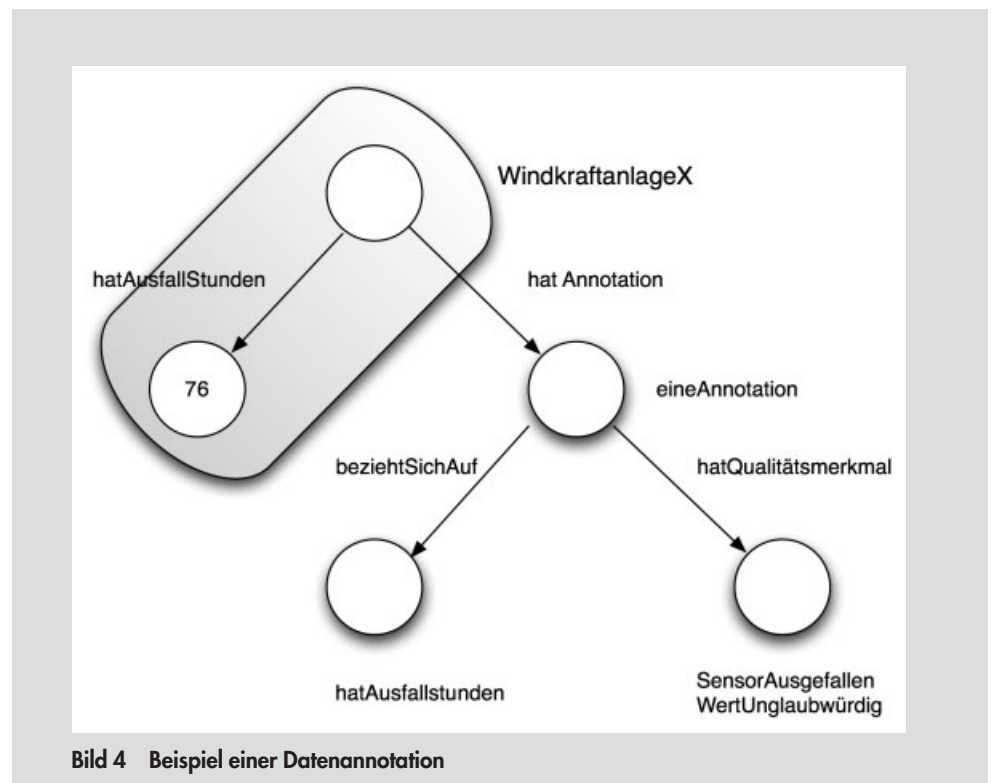 WindkraftanlageX
hatAusfallStunden
hat Annotation
76
eineAnnotation
beziehtSichAuf
hatQualitätsmerkmal
hatAusfallstunden
SensorAusgefallen
WertUnglaubwürdig
Bild 4 Beispiel einer Datenannotation